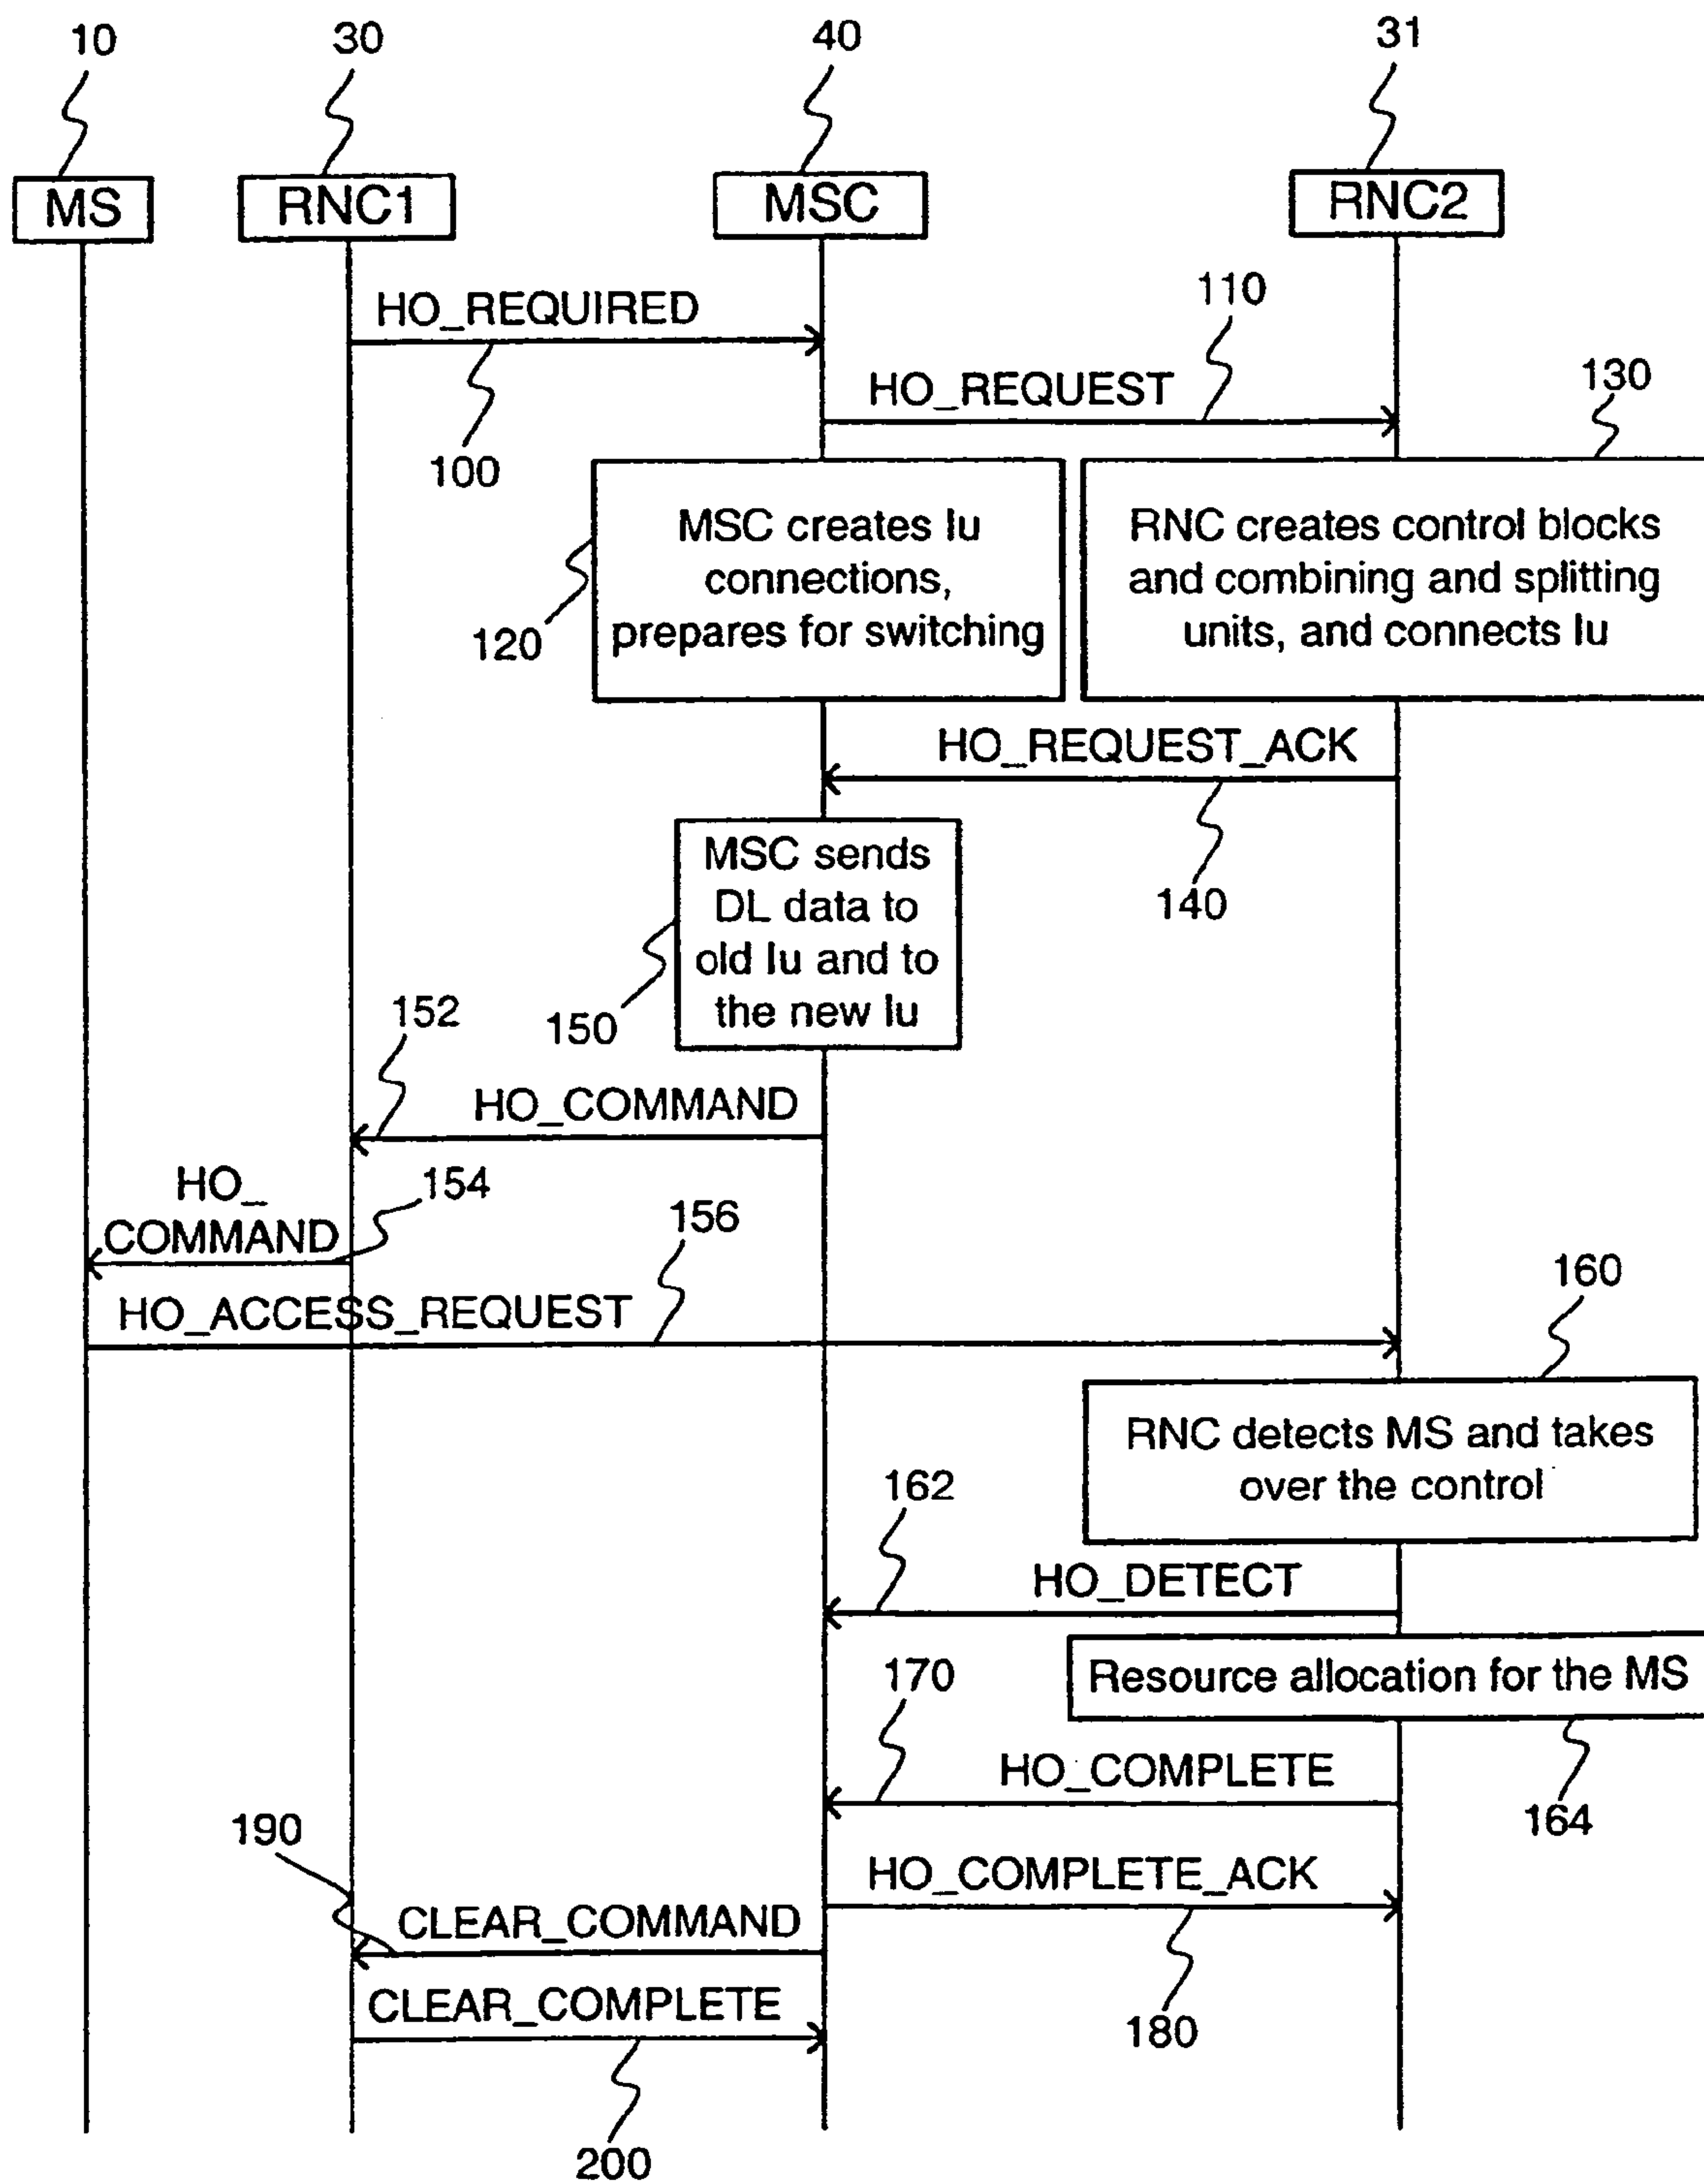 10
30
40
31
MS
RNC1
MSC
RNC2
HO_REQUIRED
100
110
HO_REQUEST
130
MSC creates Iu
connections,
prepares for switching
120
RNC creates control blocks
and combining and splitting
units, and connects Iu
HO_REQUEST_ACK
140
MSC sends
DL data to
old Iu and to
the new Iu
150
152
HO_COMMAND
HO_
COMMAND
154
156
HO_ACCESS_REQUEST
160
RNC detects MS and takes
over the control
162
HO_DETECT
Resource allocation for the MS
164
170
HO_COMPLETE
HO_COMPLETE_ACK
180
190
CLEAR_COMMAND
CLEAR_COMPLETE
200